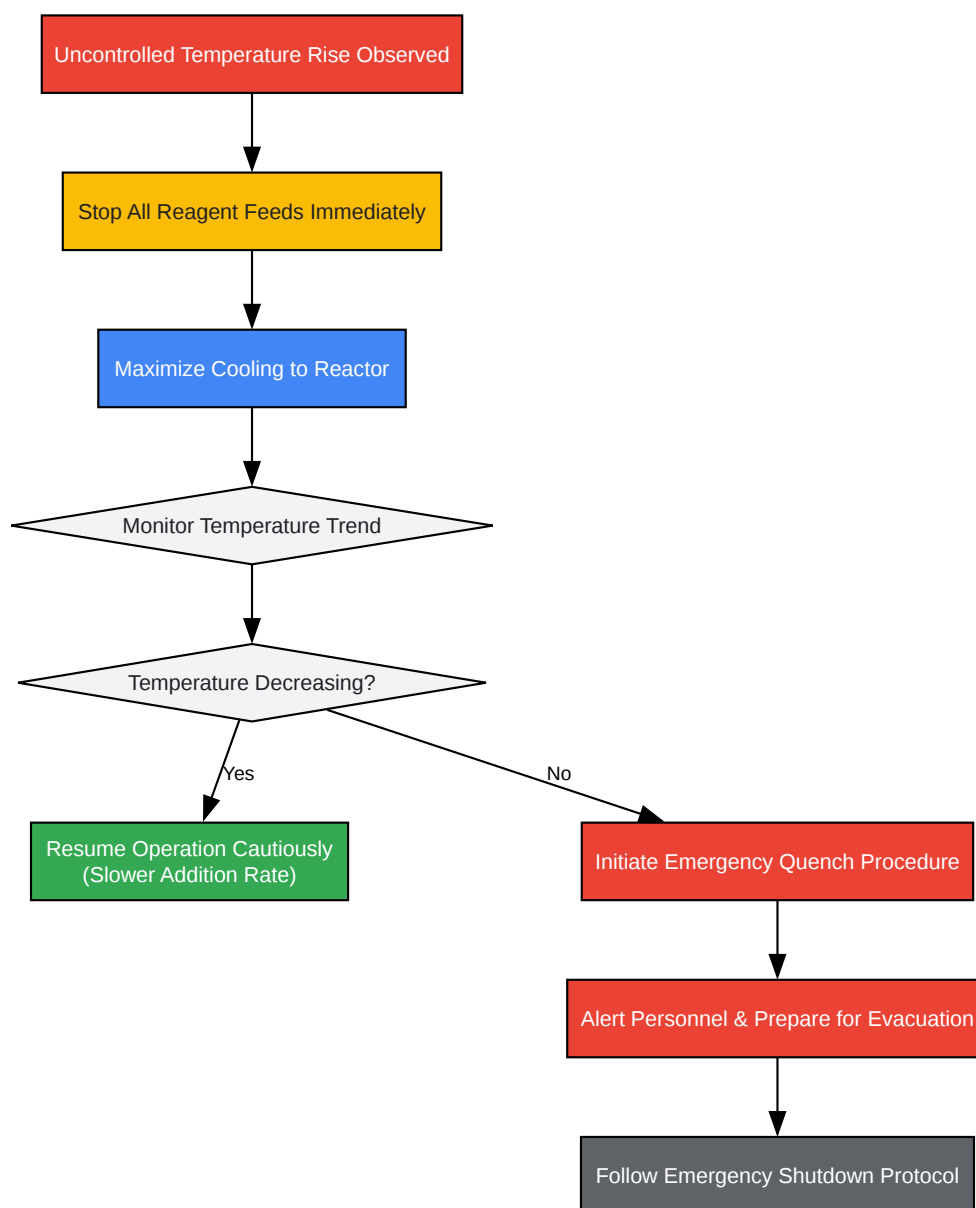 Uncontrolled Temperature Rise Observed
Stop All Reagent Feeds Immediately
Maximize Cooling to Reactor
Monitor Temperature Trend
Temperature Decreasing?
Yes
No
Resume Operation Cautiously
(Slower Addition Rate)
Initiate Emergency Quench Procedure
Alert Personnel & Prepare for Evacuation
Follow Emergency Shutdown Protocol